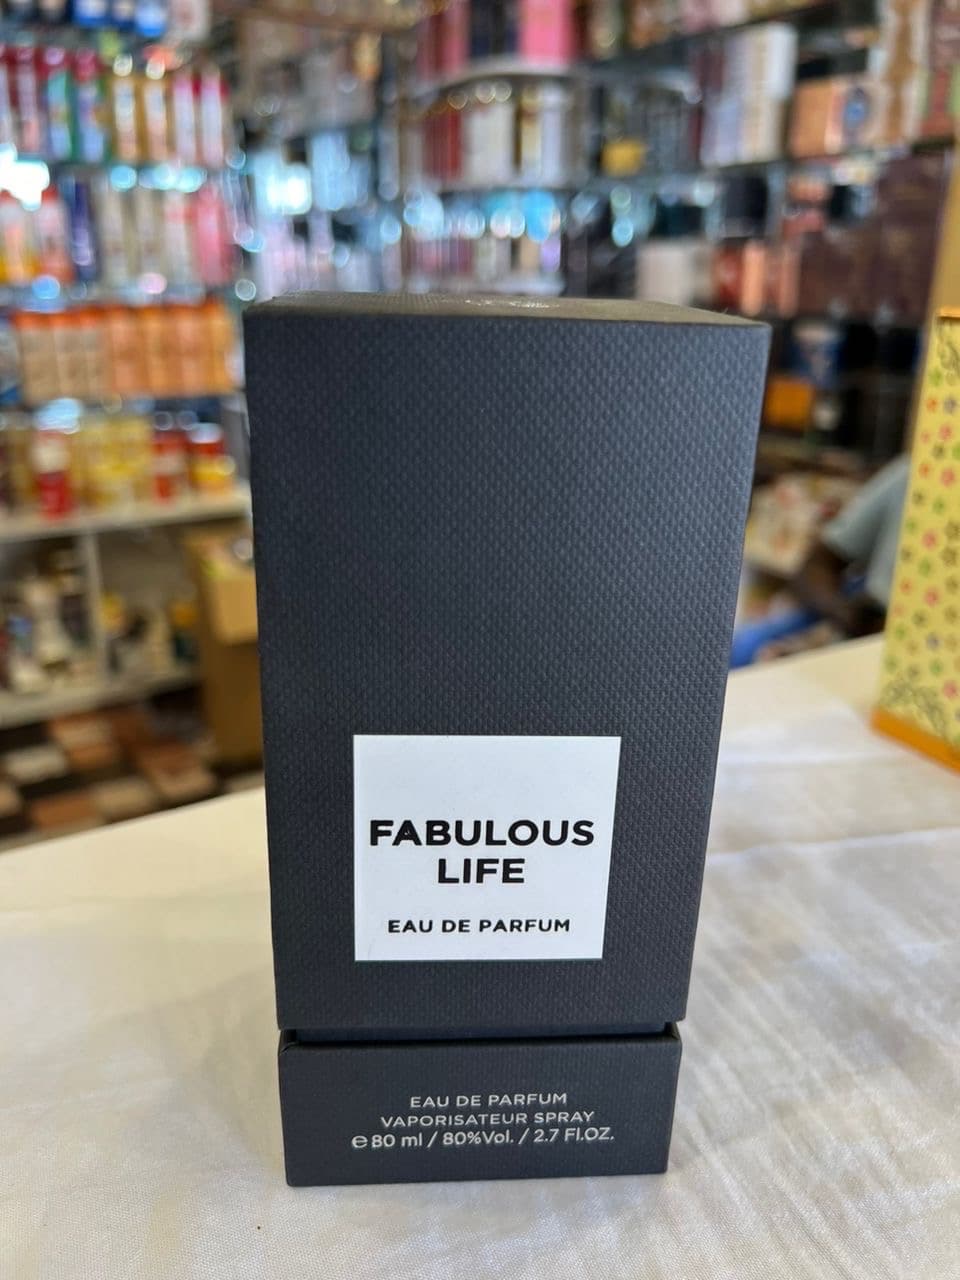 FABULOUS
LIFE
EAU DE PARFUM
EAU DE PARFUM
VAPORISATEUR SPRAY
℮ 80 ml / 80%Vol. / 2.7 Fl.OZ.